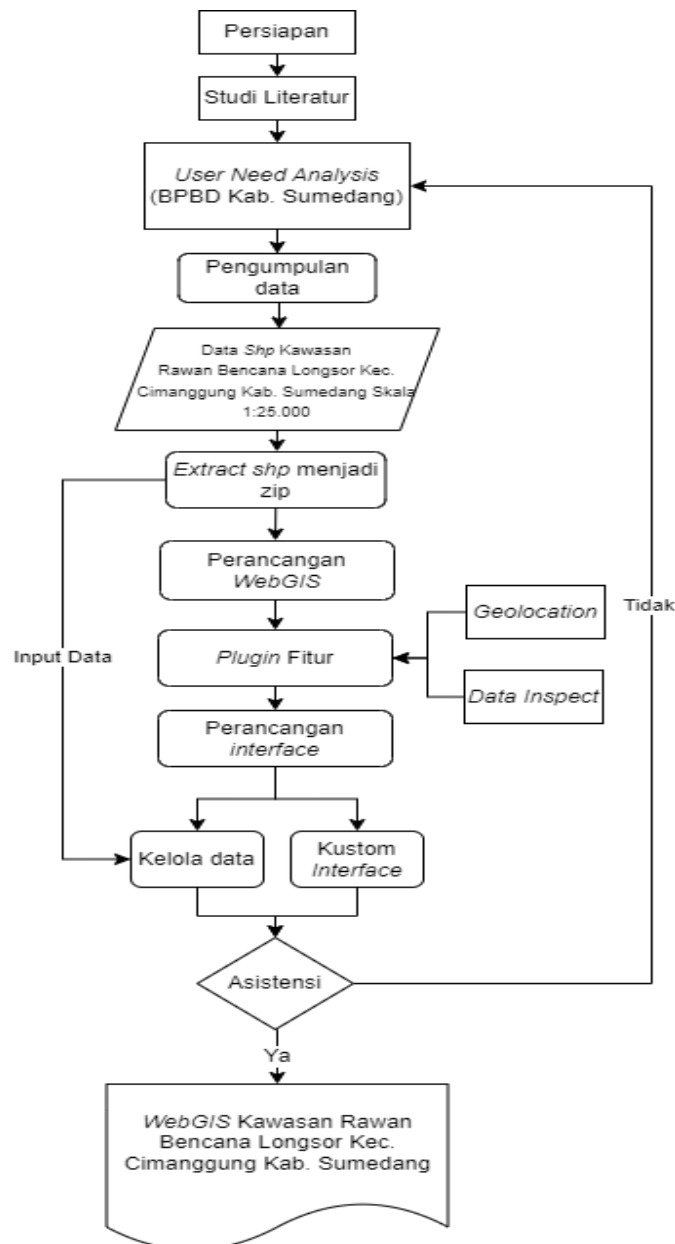 Persiapan
Studi Literatur
User Need Analysis
(BPBD Kab. Sumedang)
Pengumpulan
data
Data Shp Kawasan
Rawan Bencana Longsor Kec.
Cimanggung Kab. Sumedang Skala
1:25.000
Extract shp menjadi
zip
Perancangan
WebGIS
Geolocation
Tidak
Input Data
Plugin Fitur
Data Inspect
Perancangan
interface
Kelola data
Kustom
Interface
Asistensi
Ya
WebGIS Kawasan Rawan
Bencana Longsor Kec.
Cimanggung Kab. Sumedang